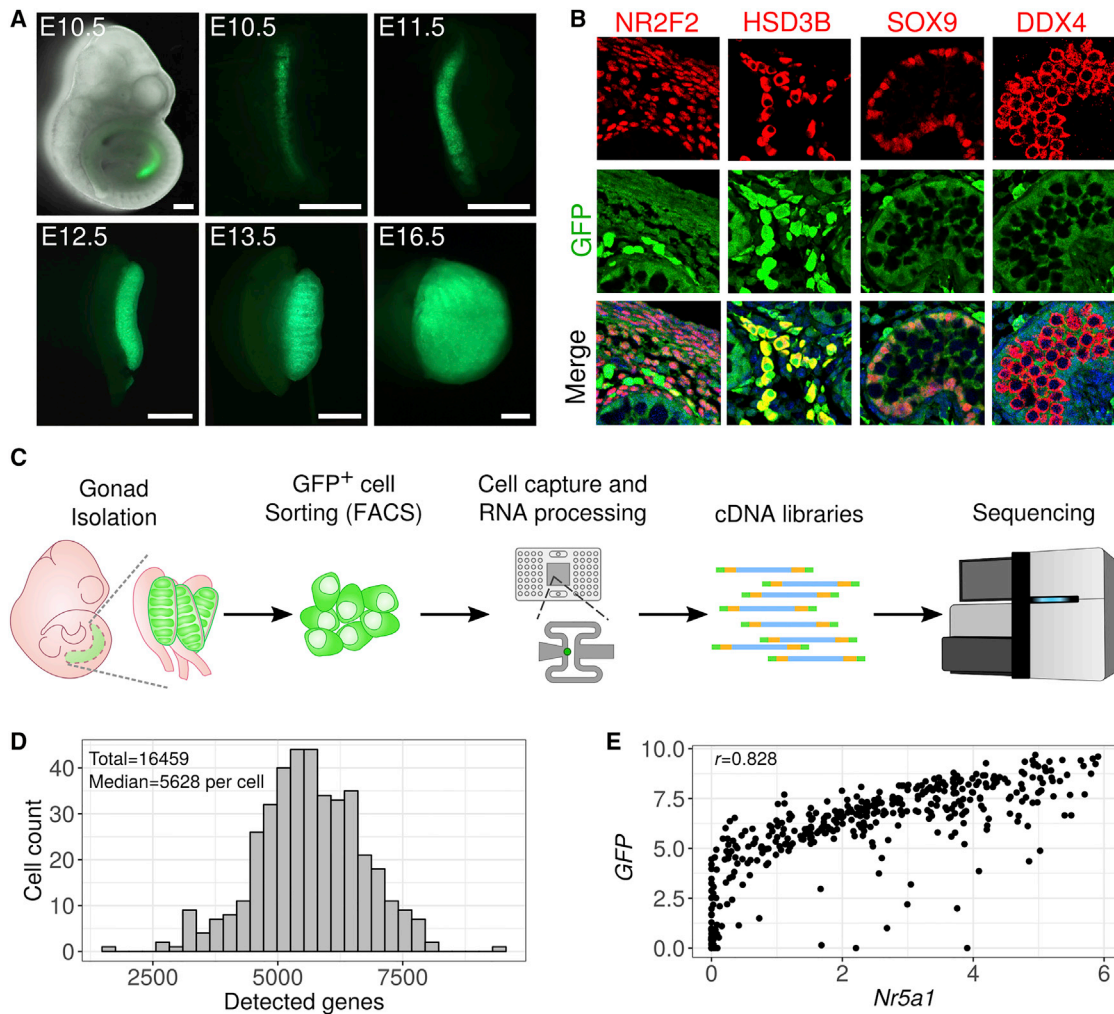 A
E10.5
E10.5
E11.5
E12.5
E13.5
E16.5
B
NR2F2 HSD3B SOX9 DDX4
GFP
Merge
C
Gonad
Isolation
GFP+ cell
Sorting (FACS)
Cell capture and
RNA processing
cDNA libraries
Sequencing
D
Total=16459
Median=5628 per cell
Cell count
40
30
20
10
0
2500 5000 7500
Detected genes
E
r=0.828
GFP
10.0
7.5
5.0
2.5
0.0
0 2 4 6
Nr5a1